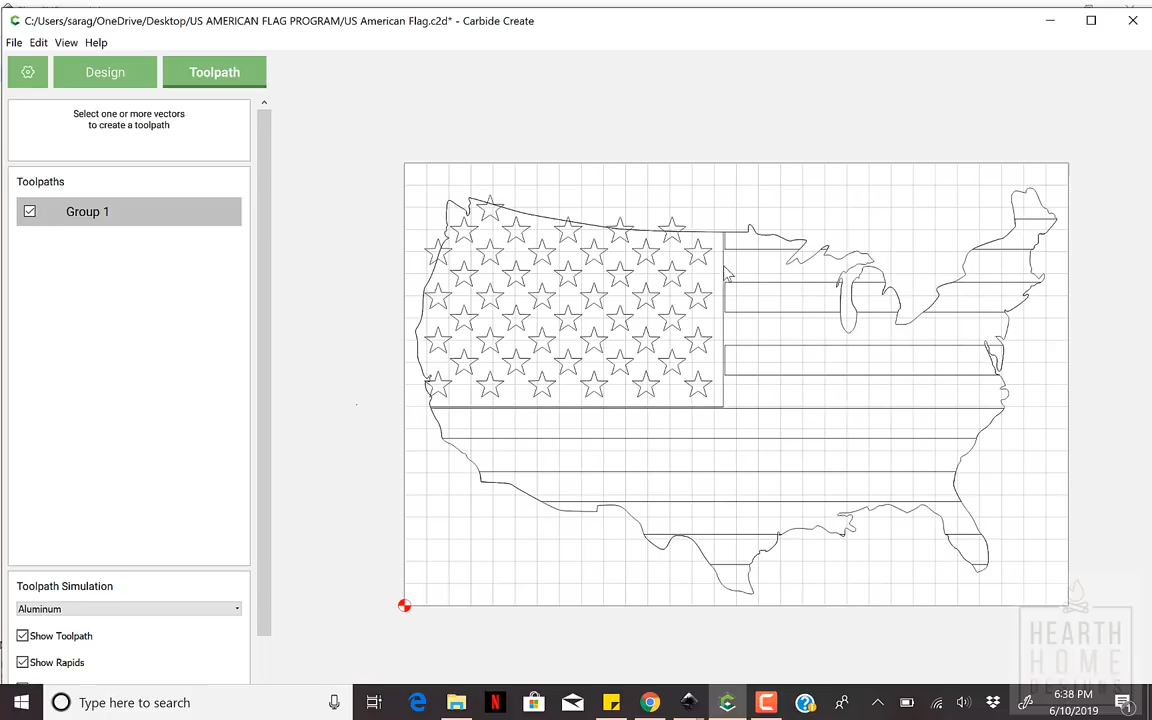 C:/Users/sarag/OneDrive/Desktop/US AMERICAN FLAG PROGRAM/US American Flag.c2d* - Carbide Create
File Edit View Help
Design Toolpath
Select one or more vectors
to create a toolpath
Toolpaths
Group 1
Toolpath Simulation
Aluminum
Show Toolpath
Show Rapids
HEARTH
HOME
DESIGNS
Type here to search
6:38 PM
6/10/2019
1